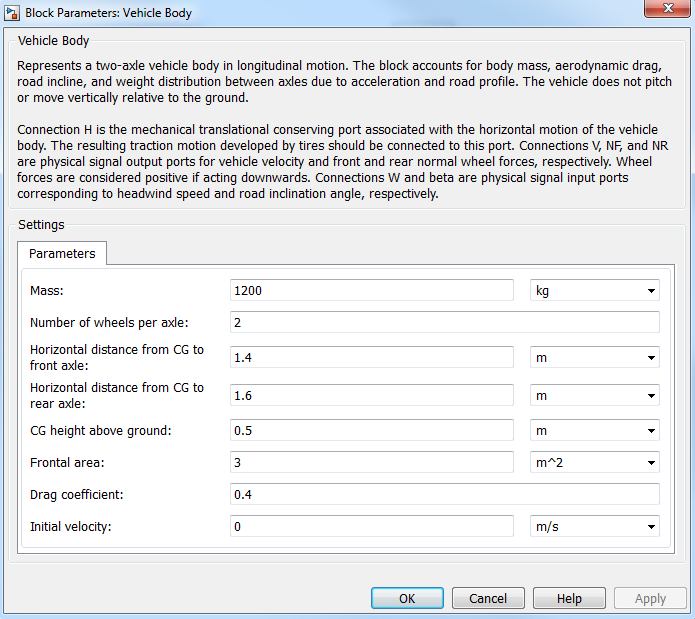 Block Parameters: Vehicle Body
Vehicle Body
Represents a two-axle vehicle body in longitudinal motion. The block accounts for body mass, aerodynamic drag,
road incline, and weight distribution between axles due to acceleration and road profile. The vehicle does not pitch
or move vertically relative to the ground.
Connection H is the mechanical translational conserving port associated with the horizontal motion of the vehicle
body. The resulting traction motion developed by tires should be connected to this port. Connections V, NF, and NR
are physical signal output ports for vehicle velocity and front and rear normal wheel forces, respectively. Wheel
forces are considered positive if acting downwards. Connections W and beta are physical signal input ports
corresponding to headwind speed and road inclination angle, respectively.
Settings
Parameters
Mass: 1200 kg
Number of wheels per axle: 2
Horizontal distance from CG to
front axle: 1.4 m
Horizontal distance from CG to
rear axle: 1.6 m
CG height above ground: 0.5 m
Frontal area: 3 m^2
Drag coefficient: 0.4
Initial velocity: 0 m/s
OK Cancel Help Apply